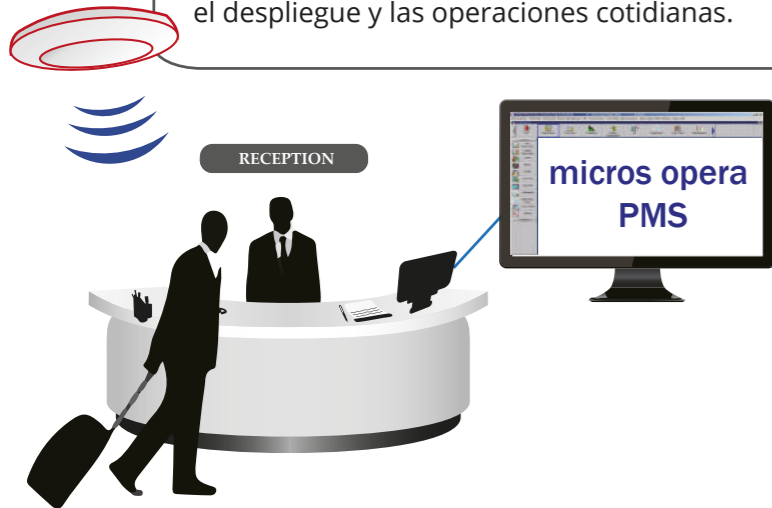 el despliegue y las operaciones cotidianas.
RECEPTION
micros opera
PMS